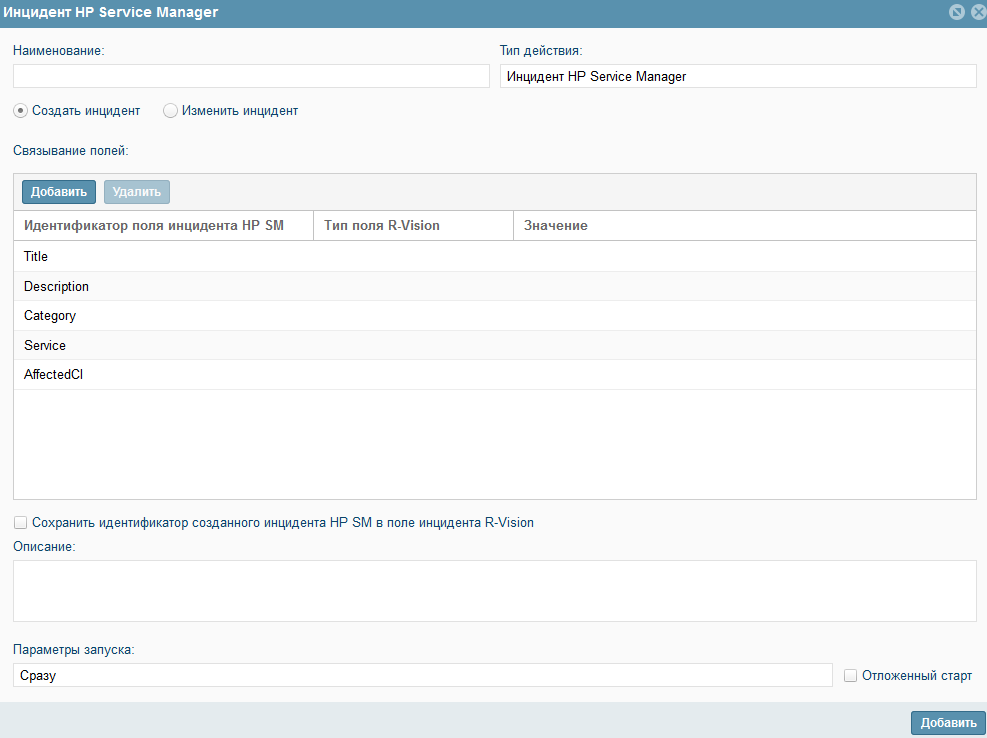 Инцидент HP Service Manager
Наименование: Тип действия:
Инцидент HP Service Manager
Создать инцидент Изменить инцидент
Связывание полей:
Добавить Удалить
Идентификатор поля инцидента HP SM Тип поля R-Vision Значение
Title
Description
Category
Service
AffectedCI
Сохранить идентификатор созданного инцидента HP SM в поле инцидента R-Vision
Описание:
Параметры запуска:
Сразу Отложенный старт
Добавить